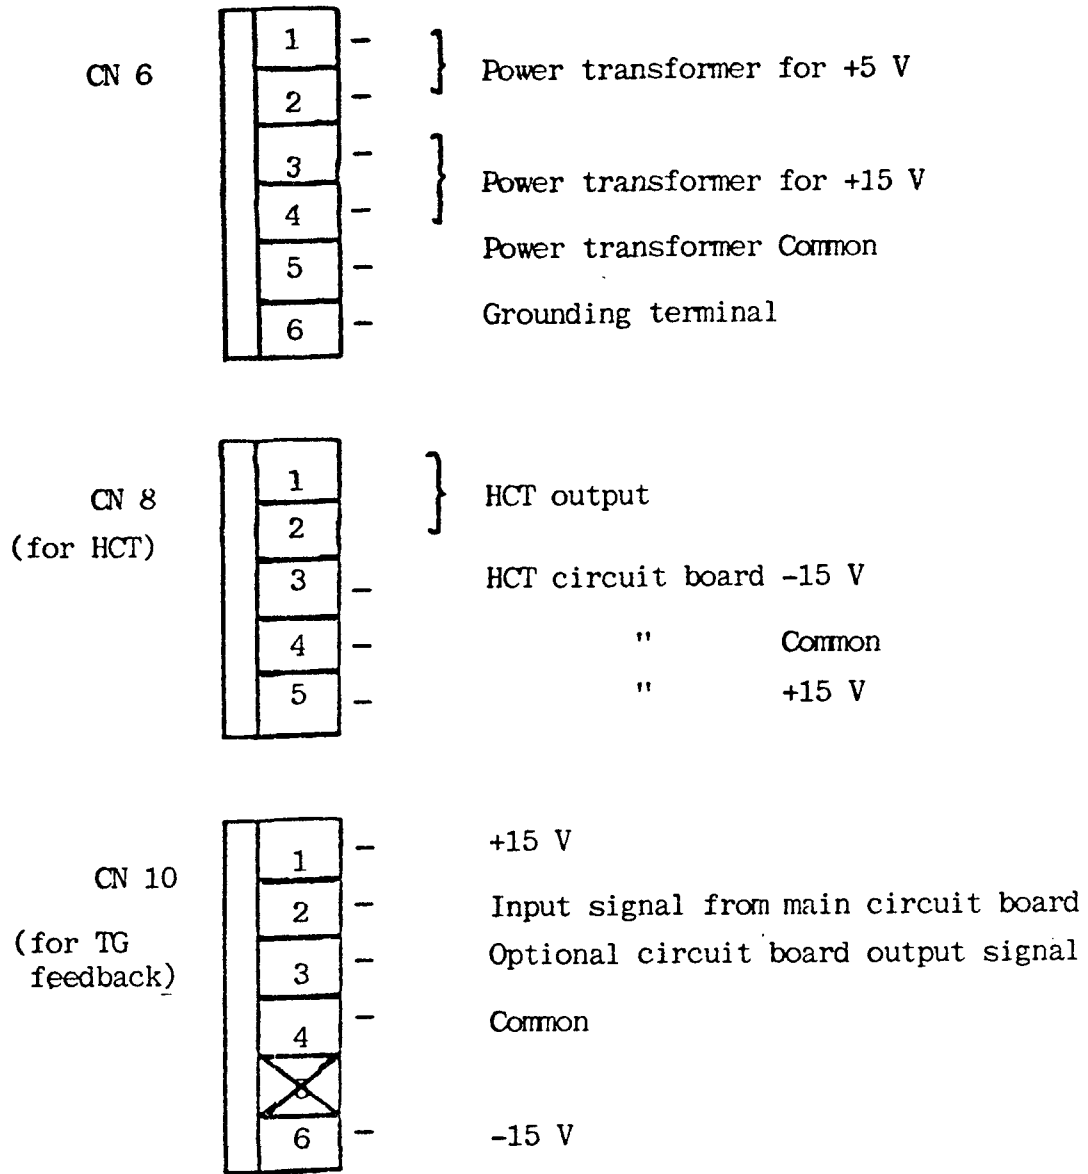 CN 6
1 - Power transformer for +5 V
2 -
3 - Power transformer for +15 V
4 -
5 - Power transformer Common
6 - Grounding terminal
CN 8
(for HCT)
1 HCT output
2
3 - HCT circuit board -15 V
4 - " Common
5 - " +15 V
CN 10
(for TG
feedback)
1 - +15 V
2 - Input signal from main circuit board
3 - Optional circuit board output signal
4 - Common
5
6 - -15 V